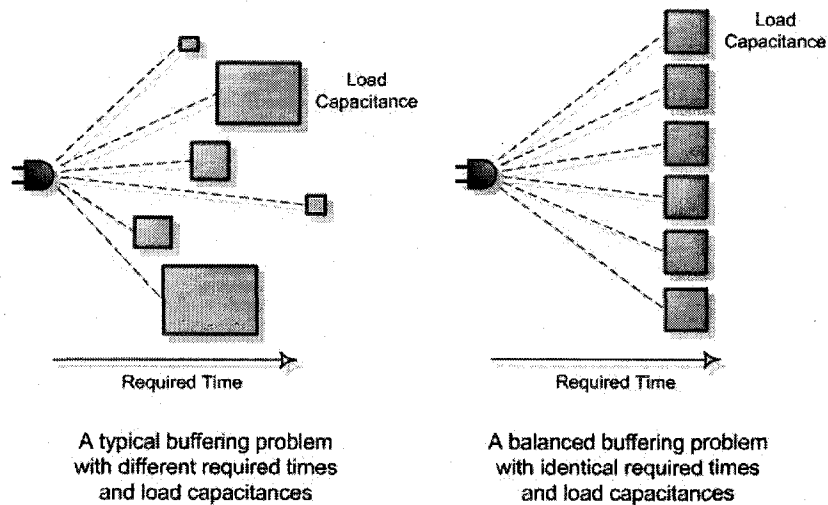 Load
Capacitance
Required Time
A typical buffering problem
with different required times
and load capacitances
Load
Capacitance
Required Time
A balanced buffering problem
with identical required times
and load capacitances